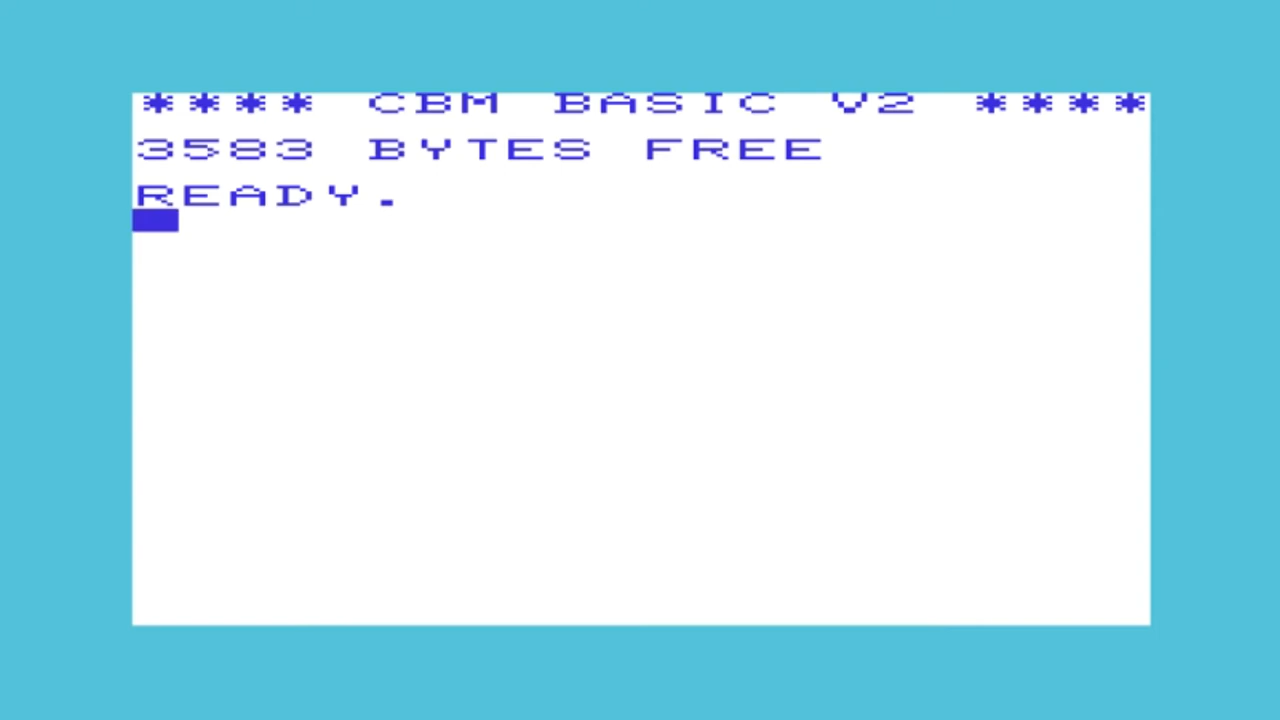 **** CBM BASIC V2 ****
3583 BYTES FREE
READY.